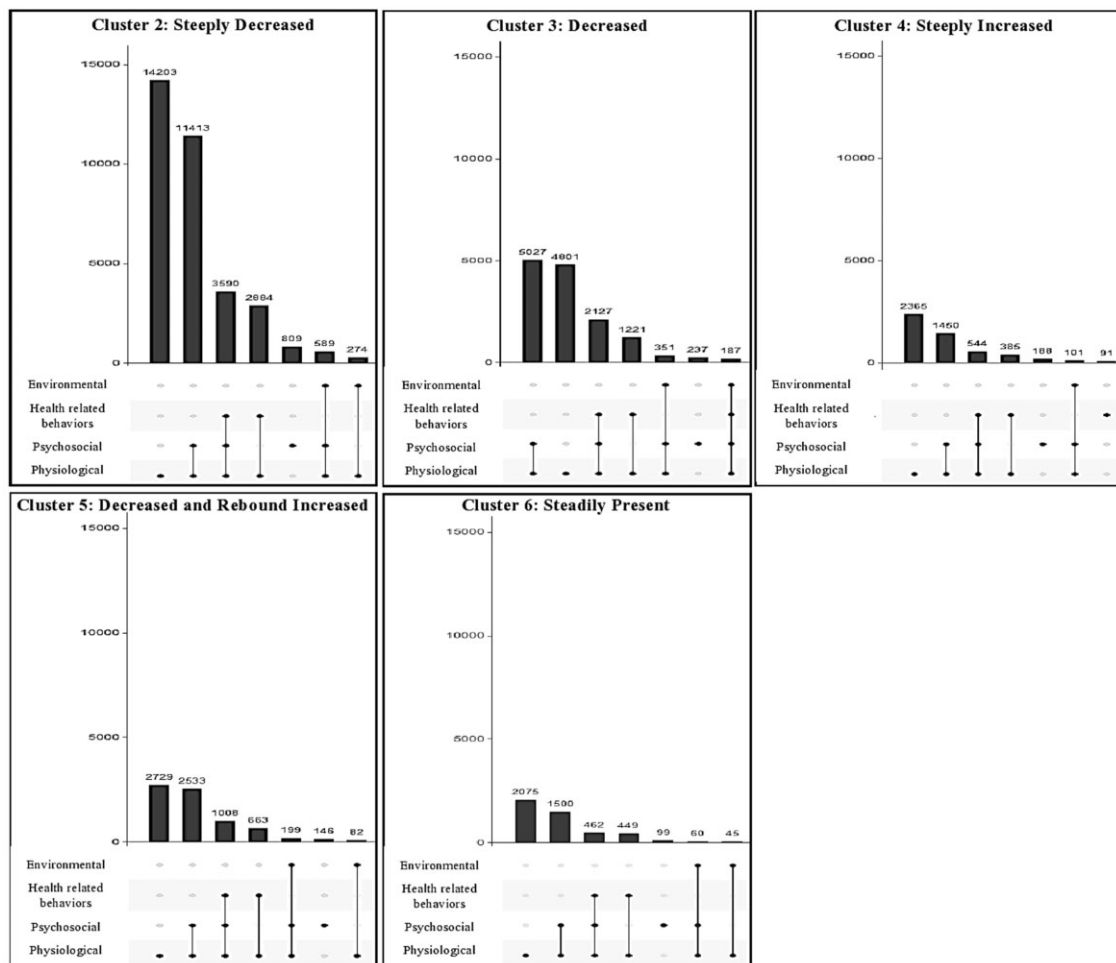 Cluster 2: Steeply Decreased
15000
10000
5000
0
14203
11413
3590
2884
809
589
274
Environmental
Health related
behaviors
Psychosocial
Physiological
Cluster 3: Decreased
15000
10000
5000
0
5027
4801
2127
1221
351
237
187
Environmental
Health related
behaviors
Psychosocial
Physiological
Cluster 4: Steeply Increased
15000
10000
5000
0
2365
1450
544
385
188
101
91
Environmental
Health related
behaviors
Psychosocial
Physiological
Cluster 5: Decreased and Rebound Increased
15000
10000
5000
0
2729
2533
1008
663
199
146
82
Environmental
Health related
behaviors
Psychosocial
Physiological
Cluster 6: Steadily Present
15000
10000
5000
0
2075
1500
462
449
99
60
45
Environmental
Health related
behaviors
Psychosocial
Physiological